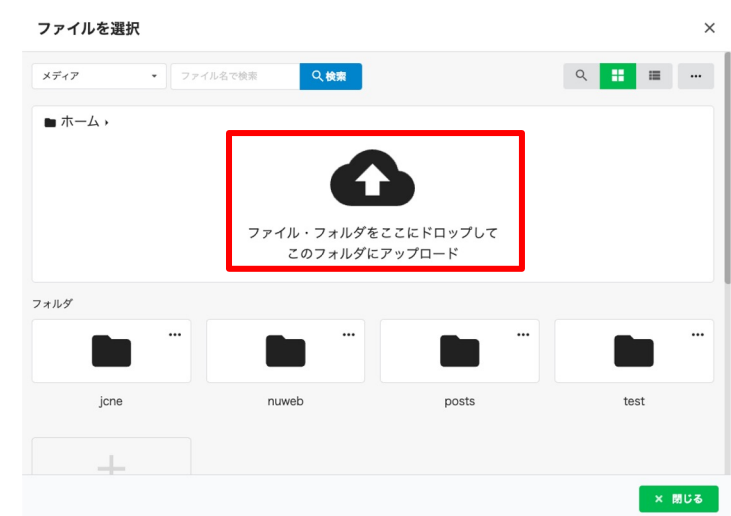 ファイルを選択
メディア
ファイル名で検索
検索
ホーム
ファイル・フォルダをここにドロップして
このフォルダにアップロード
フォルダ
jcne
nuweb
posts
test
× 閉じる